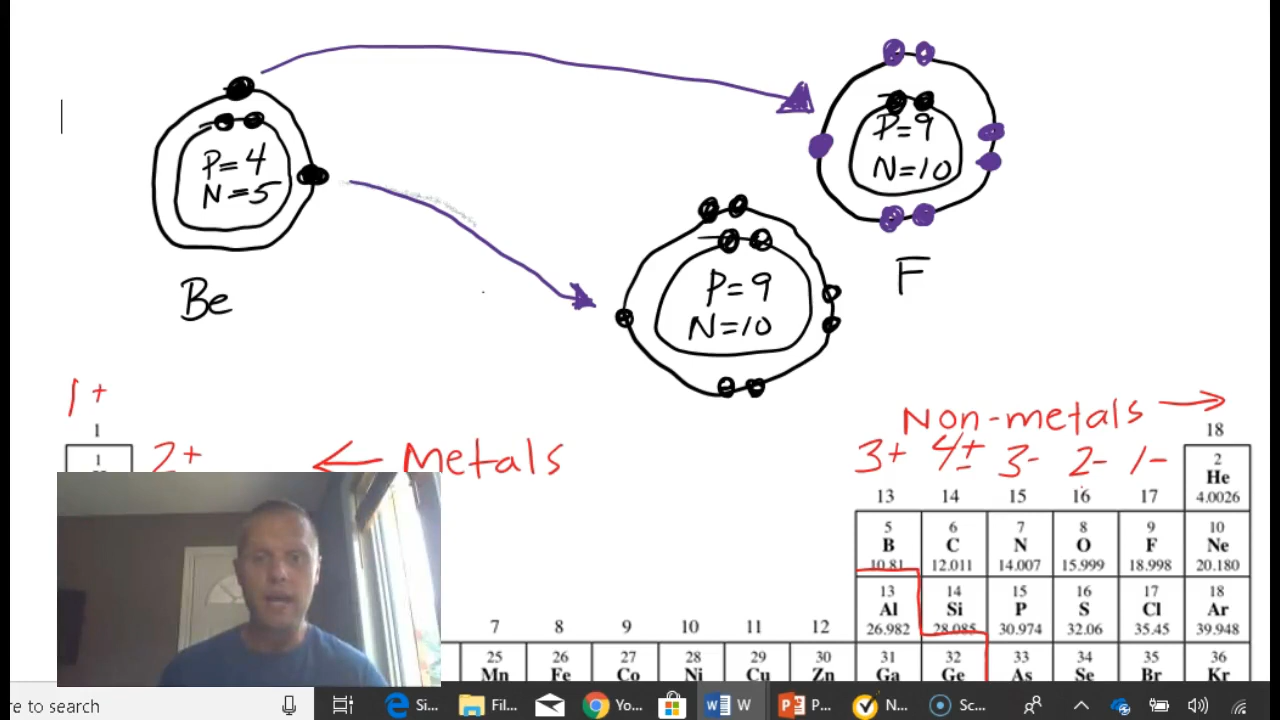 P=4
N=5
Be
P=9
N=10
F
P=9
N=10
1+
2+
← Metals
Non-metals →
3+ 4± 3- 2- 1-
1
18
1
2
He
4.0026
13 14 15 16 17
5 6 7 8 9 10
B C N O F Ne
10.81 12.011 14.007 15.999 18.998 20.180
13 14 15 16 17 18
Al Si P S Cl Ar
26.982 28.085 30.974 32.06 35.45 39.948
7 8 9 10 11 12
25 26 27 28 29 30 31 32 33 34 35 36
Mn Fe Co Ni Cu Zn Ga Ge As Se Br Kr
re to search
Si...
Fil...
Yo...
W
P...
N...
Sc...